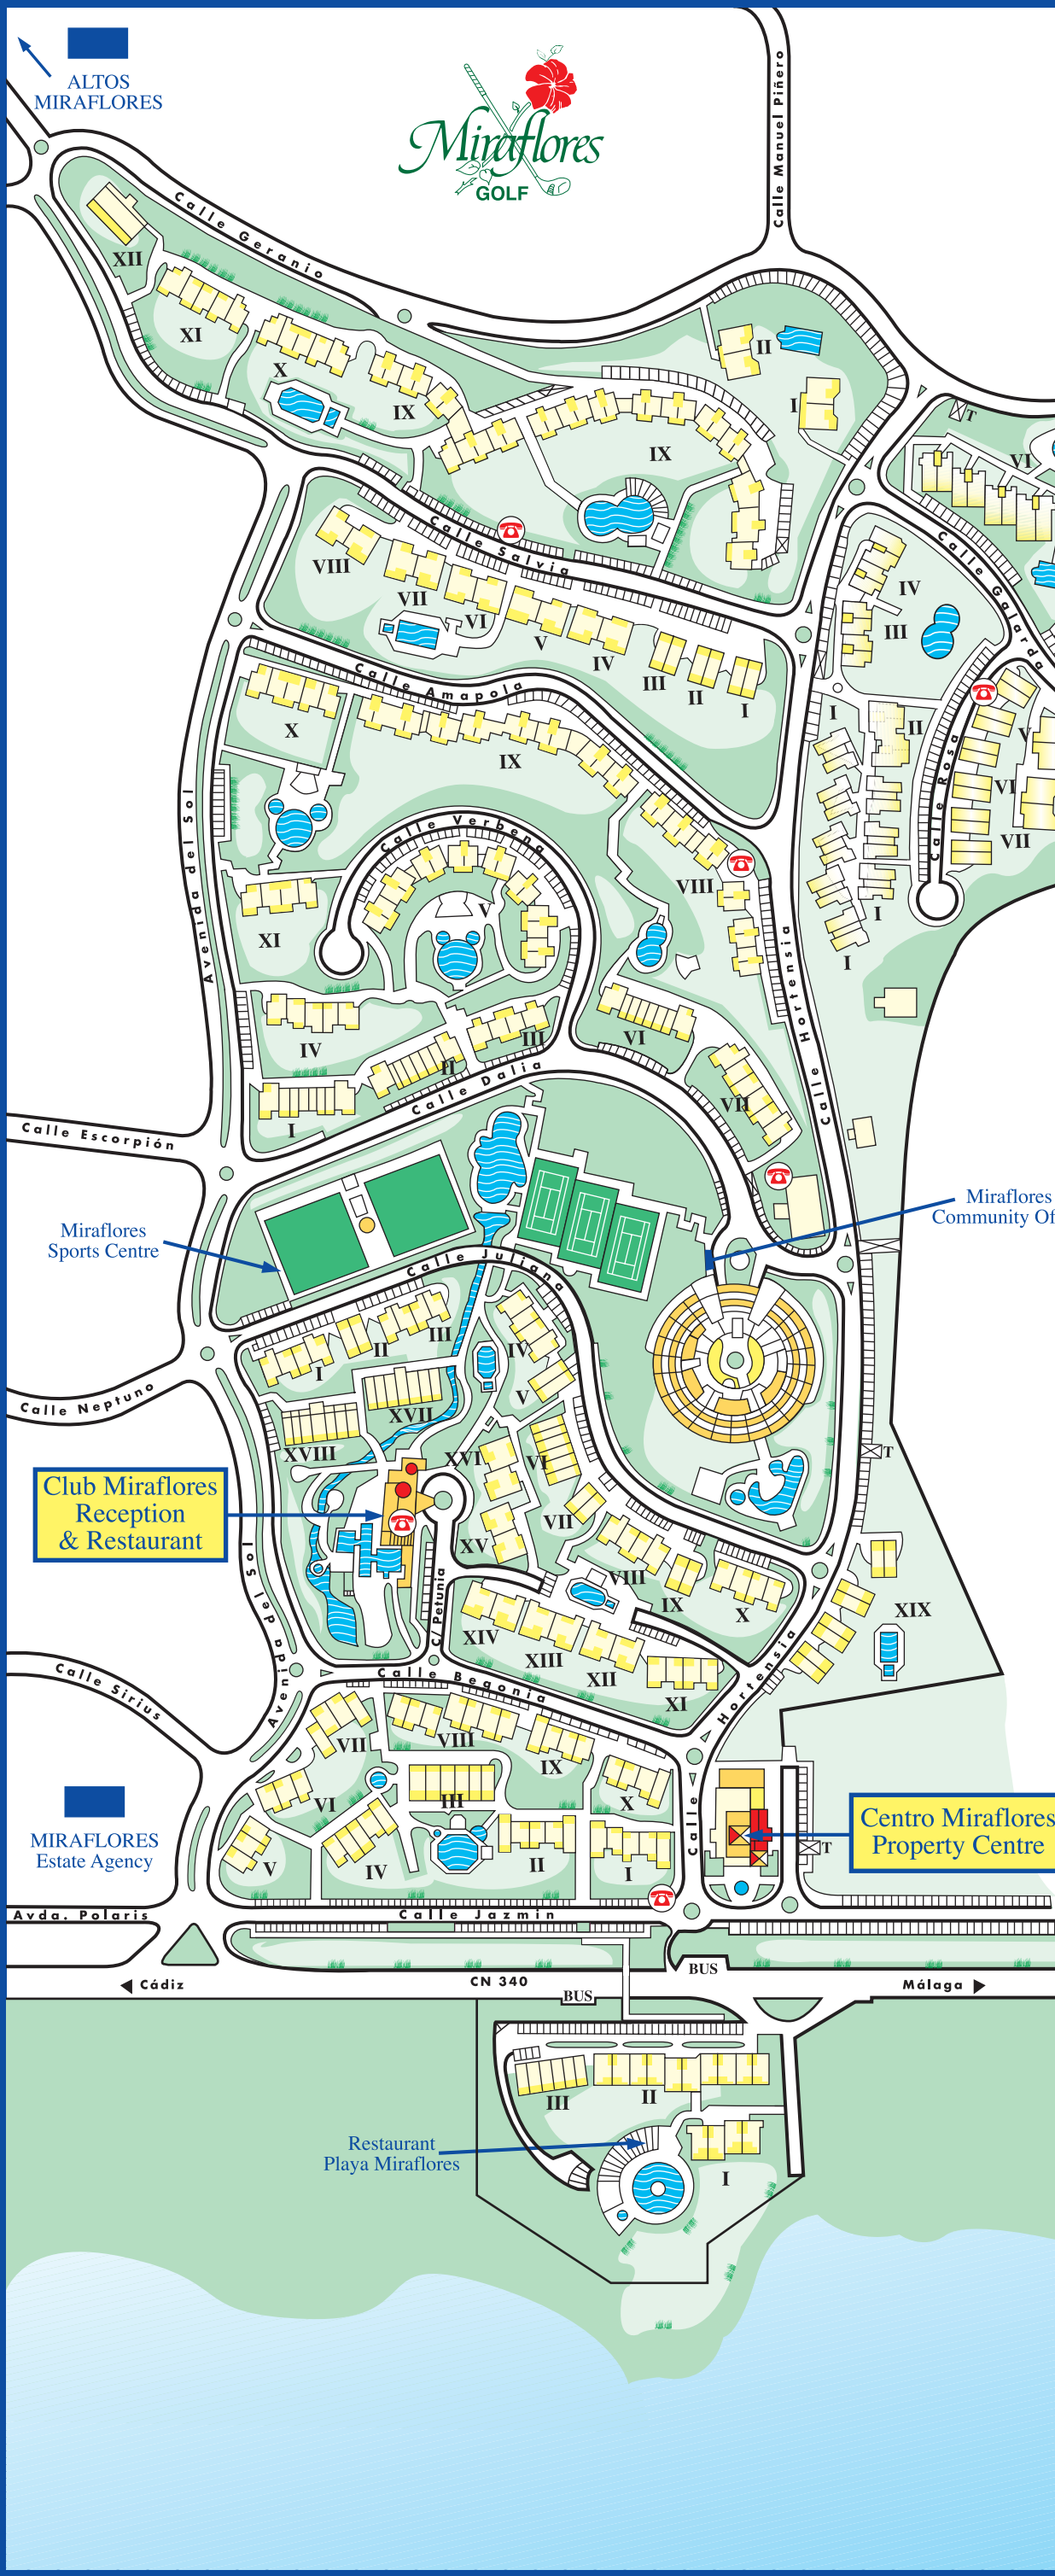 ALTOS
MIRAFLORES
Miraflores
GOLF
Calle Manuel Piñero
Calle Geranio
XII
XI
X
IX
II
I
T
VI
IX
Calle Salvia
VIII
VII
VI
V
IV
III
II
I
Calle Galarda
IV
III
Calle Amapola
X
IX
I
II
V
VI
VII
Calle Rosa
Avenida del Sol
Calle Verbena
VIII
V
XI
I
I
Calle Hortensia
IV
III
II
VI
VII
Calle Dalia
I
Calle Escorpión
Miraflores
Sports Centre
Miraflores
Community Of
Calle Juliana
I
II
III
IV
V
Calle Neptuno
XVII
XVIII
XVI
VI
T
Club Miraflores
Reception
& Restaurant
VII
XV
C/ Petunia
VIII
IX
X
XIX
XIV
XIII
XII
XI
Avenida del Sol
Calle Begonia
Calle Hortensia
Calle Sirius
VII
VIII
IX
X
VI
III
V
IV
II
I
MIRAFLORES
Estate Agency
Centro Miraflores
Property Centre
T
Avda. Polaris
Calle Jazmin
BUS
Cádiz
CN 340
Málaga
BUS
III
II
Restaurant
Playa Miraflores
I